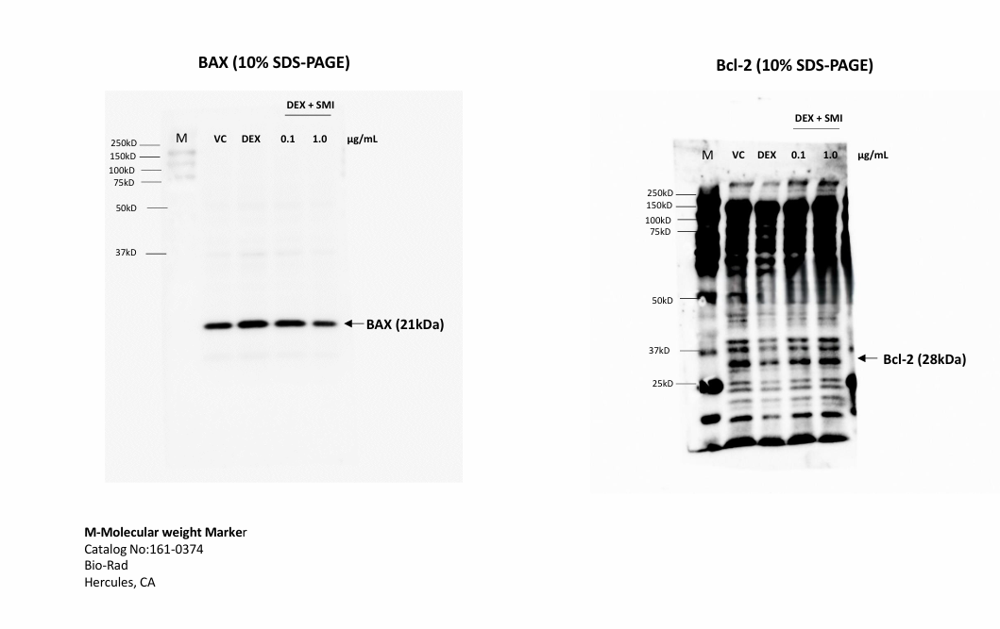 BAX (10% SDS-PAGE)
DEX + SMI
M VC DEX 0.1 1.0 µg/mL
250kD
150kD
100kD
75kD
50kD
37kD
BAX (21kDa)
Bcl-2 (10% SDS-PAGE)
DEX + SMI
M VC DEX 0.1 1.0 µg/mL
250kD
150kD
100kD
75kD
50kD
37kD
Bcl-2 (28kDa)
25kD
M-Molecular weight Marker
Catalog No:161-0374
Bio-Rad
Hercules, CA